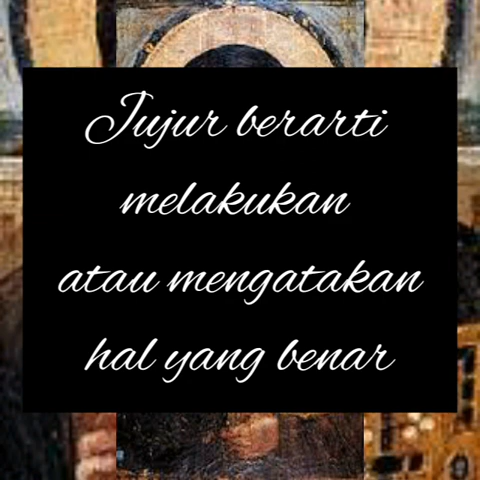 Jujur berarti
melakukan
atau mengatakan
hal yang benar